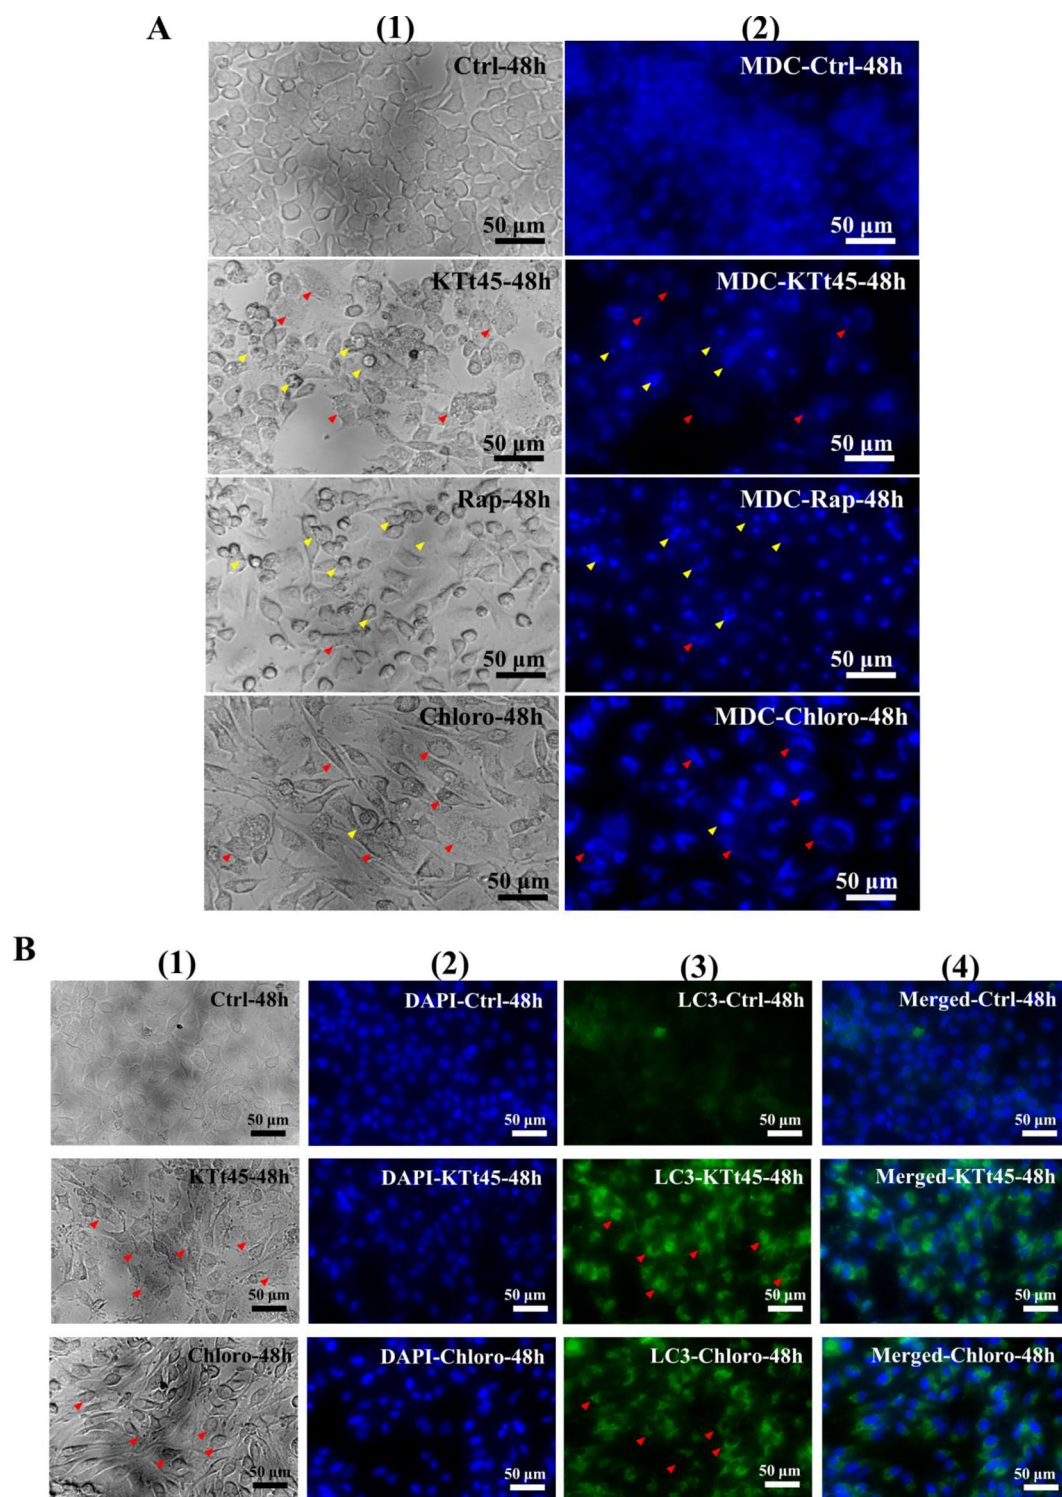 A
(1)
(2)
Ctrl-48h
MDC-Ctrl-48h
50 µm
50 µm
KTt45-48h
MDC-KTt45-48h
50 µm
50 µm
Rap-48h
MDC-Rap-48h
50 µm
50 µm
Chloro-48h
MDC-Chloro-48h
50 µm
50 µm
B
(1)
(2)
(3)
(4)
Ctrl-48h
DAPI-Ctrl-48h
LC3-Ctrl-48h
Merged-Ctrl-48h
50 µm
50 µm
50 µm
50 µm
KTt45-48h
DAPI-KTt45-48h
LC3-KTt45-48h
Merged-KTt45-48h
50 µm
50 µm
50 µm
50 µm
Chloro-48h
DAPI-Chloro-48h
LC3-Chloro-48h
Merged-Chloro-48h
50 µm
50 µm
50 µm
50 µm